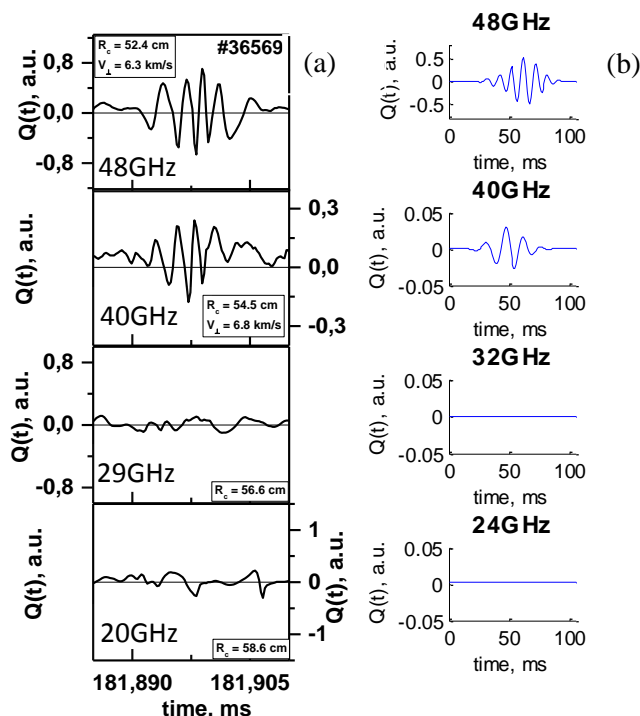 #36569
(a)
R_c = 52.4 cm
V_⊥ = 6.3 km/s
0,8
0,0
-0,8
Q(t), a.u.
48GHz
0,3
0,0
-0,3
Q(t), a.u.
40GHz
R_c = 54.5 cm
V_⊥ = 6.8 km/s
0,8
0,0
-0,8
Q(t), a.u.
29GHz
R_c = 56.6 cm
1
0
-1
Q(t), a.u.
Q(t), a.u.
20GHz
R_c = 58.6 cm
181,890 181,905
time, ms
48GHz
(b)
0.5
0
-0.5
Q(t), a.u.
0 50 100
time, ms
40GHz
0.05
0
-0.05
Q(t), a.u.
0 50 100
time, ms
32GHz
0.05
0
-0.05
Q(t), a.u.
0 50 100
time, ms
24GHz
0.05
0
-0.05
Q(t), a.u.
0 50 100
time, ms